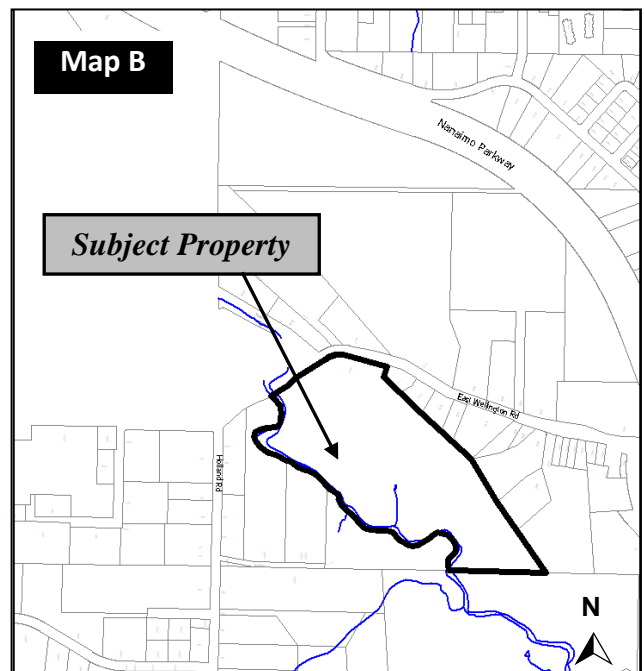 Map B
Nanaimo Parkway
Subject Property
East Wellington Rd
Holland Rd
N